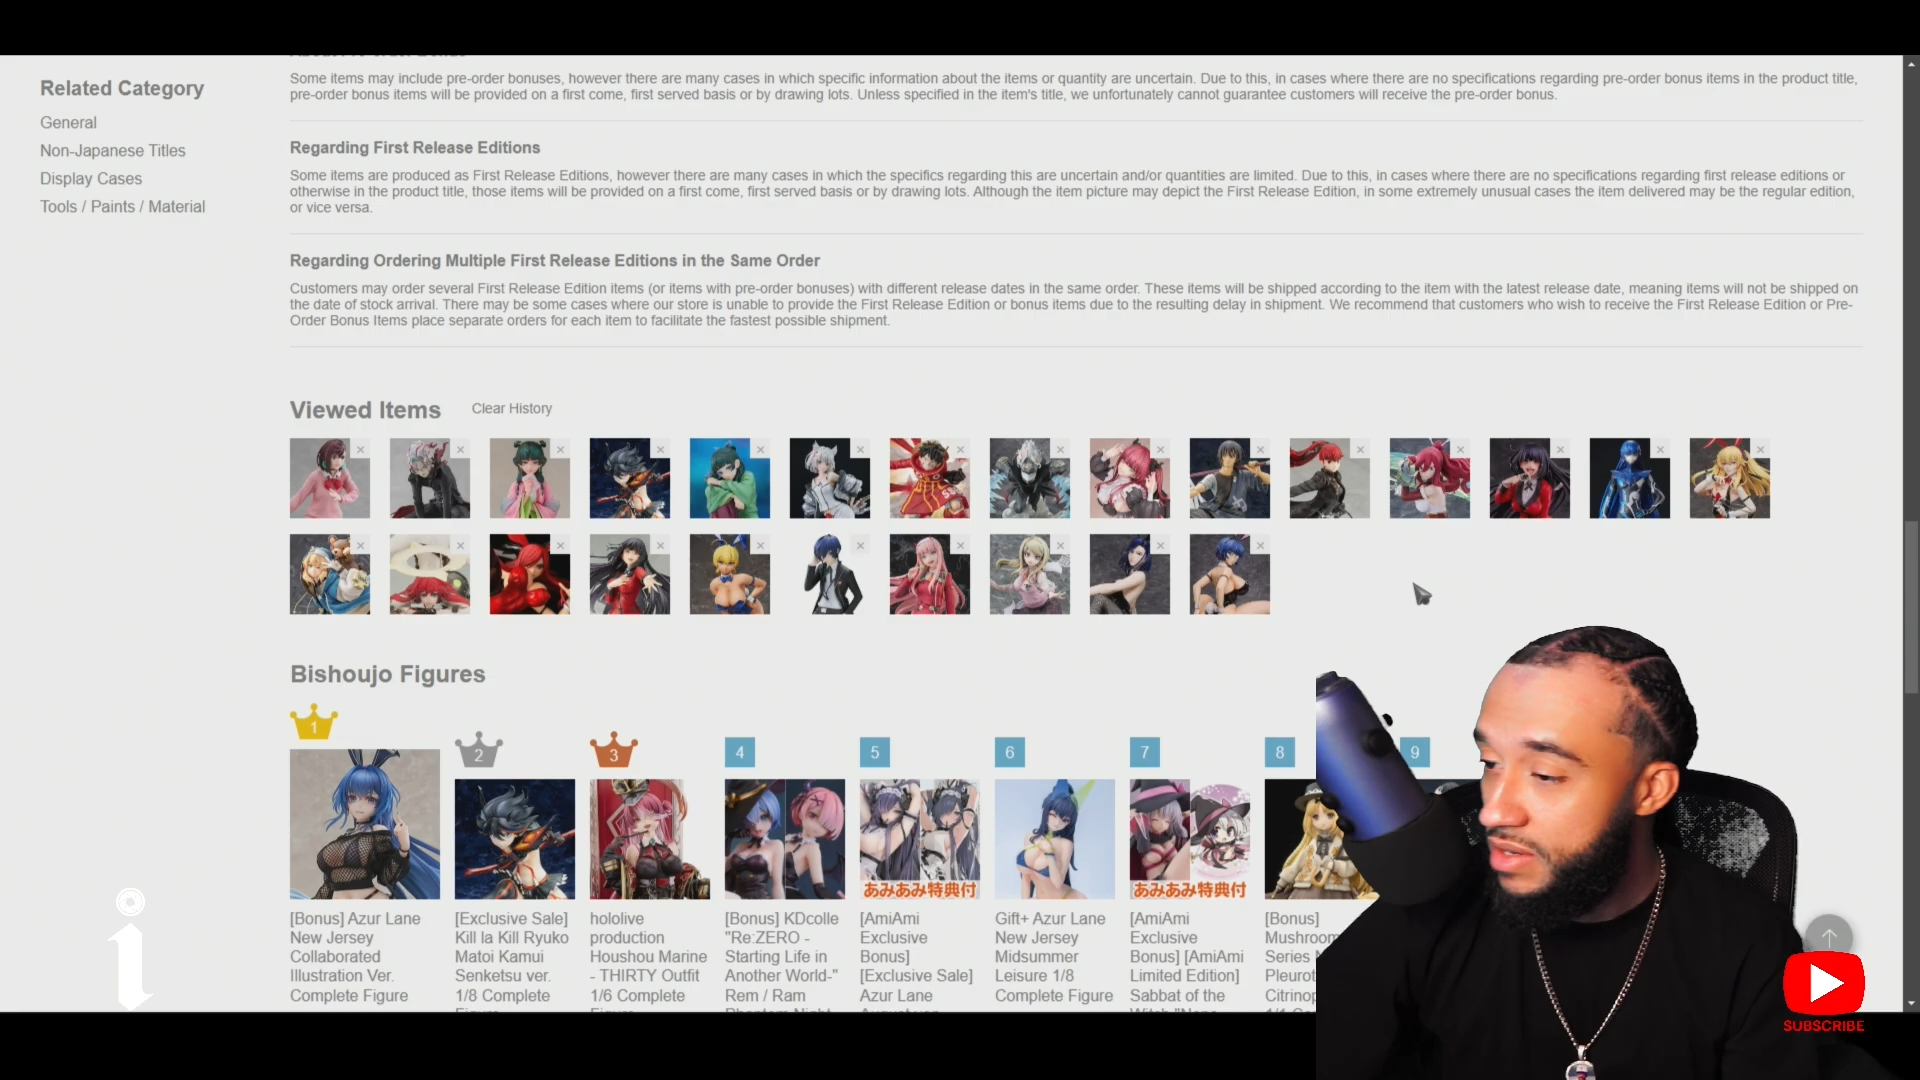 Related Category
General
Non-Japanese Titles
Display Cases
Tools / Paints / Material
Some items may include pre-order bonuses, however there are many cases in which specific information about the items or quantity are uncertain. Due to this, in cases where there are no specifications regarding pre-order bonus items in the product title,
pre-order bonus items will be provided on a first come, first served basis or by drawing lots. Unless specified in the item's title, we unfortunately cannot guarantee customers will receive the pre-order bonus.
Regarding First Release Editions
Some items are produced as First Release Editions, however there are many cases in which the specifics regarding this are uncertain and/or quantities are limited. Due to this, in cases where there are no specifications regarding first release editions or
otherwise in the product title, those items will be provided on a first come, first served basis or by drawing lots. Although the item picture may depict the First Release Edition, in some extremely unusual cases the item delivered may be the regular edition,
or vice versa.
Regarding Ordering Multiple First Release Editions in the Same Order
Customers may order several First Release Edition items (or items with pre-order bonuses) with different release dates in the same order. These items will be shipped according to the item with the latest release date, meaning items will not be shipped on
the date of stock arrival. There may be some cases where our store is unable to provide the First Release Edition or bonus items due to the resulting delay in shipment. We recommend that customers who wish to receive the First Release Edition or Pre-
Order Bonus Items place separate orders for each item to facilitate the fastest possible shipment.
Viewed Items
Clear History
Bishoujo Figures
1
2
3
4
5
6
7
8
9
あみあみ特典付
あみあみ特典付
[Bonus] Azur Lane
New Jersey
Collaborated
Illustration Ver.
Complete Figure
[Exclusive Sale]
Kill la Kill Ryuko
Matoi Kamui
Senketsu ver.
1/8 Complete
Figure
hololive
production
Houshou Marine
- THIRTY Outfit
1/6 Complete
Figure
[Bonus] KDcolle
"Re:ZERO -
Starting Life in
Another World-"
Rem / Ram
Phantom Night
[AmiAmi
Exclusive
Bonus]
[Exclusive Sale]
Azur Lane
Gift+ Azur Lane
New Jersey
Midsummer
Leisure 1/8
Complete Figure
[AmiAmi
Exclusive
Bonus] [AmiAmi
Limited Edition]
Sabbat of the
[Bonus]
Mushroom
Series
Pleurot
Citrinop
i
SUBSCRIBE